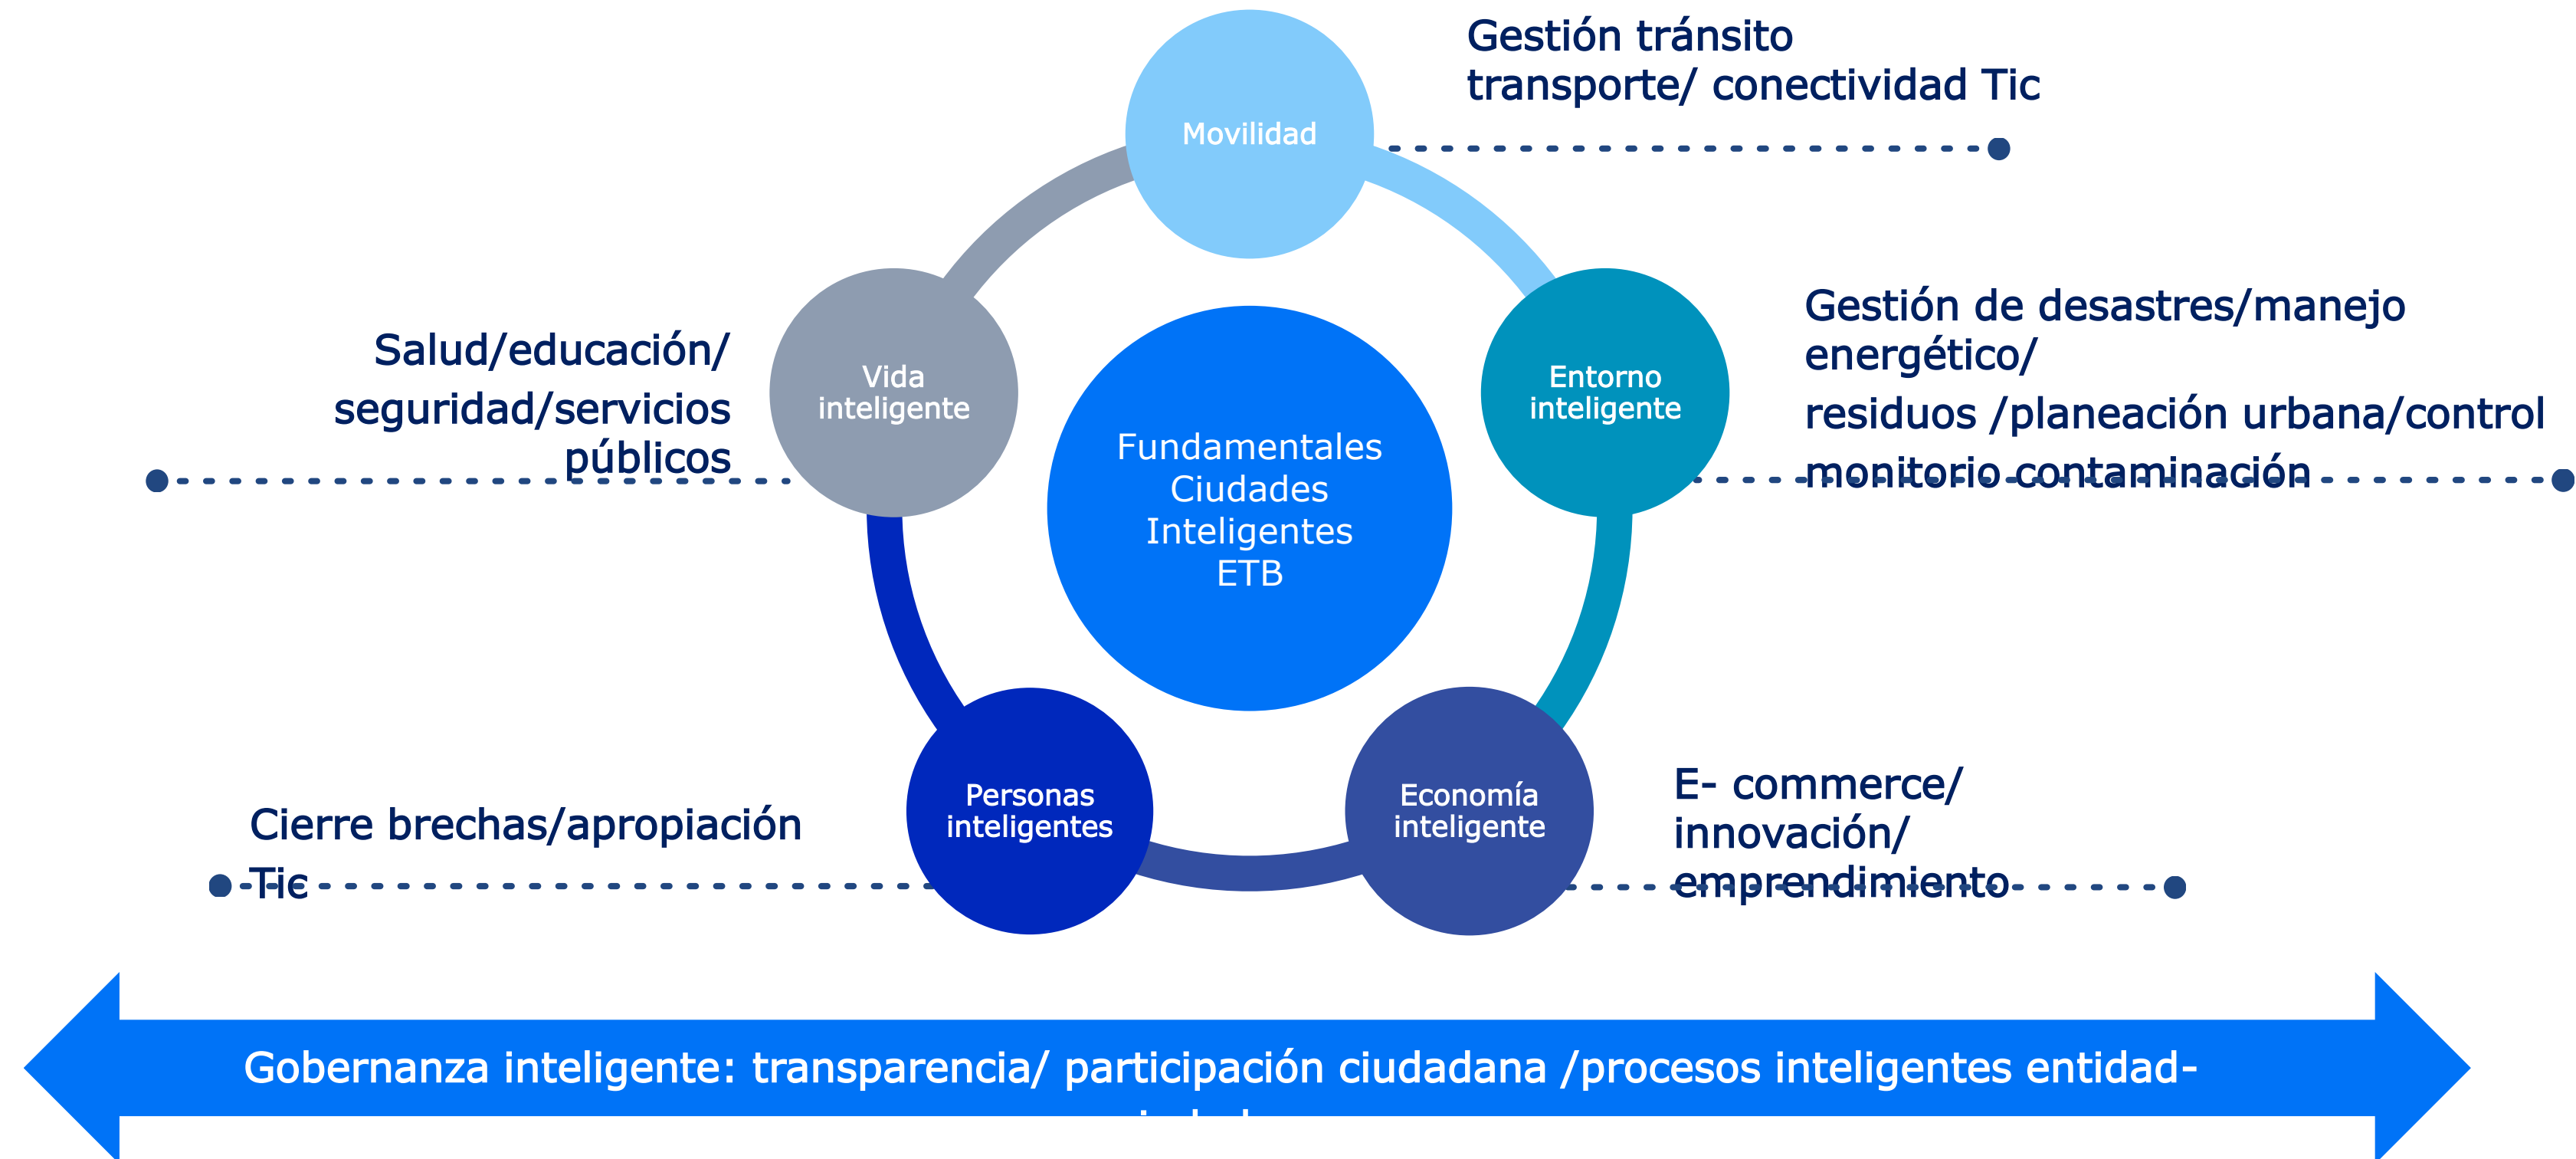 Gestión tránsito
transporte/ conectividad Tic
Movilidad
Gestión de desastres/manejo
energético/
residuos /planeación urbana/control
monitorio contaminación
Entorno
inteligente
Salud/educación/
seguridad/servicios
públicos
Vida
inteligente
Fundamentales
Ciudades
Inteligentes
ETB
Personas
inteligentes
Cierre brechas/apropiación
Tic
Economía
inteligente
E- commerce/
innovación/
emprendimiento
Gobernanza inteligente: transparencia/ participación ciudadana /procesos inteligentes entidad-